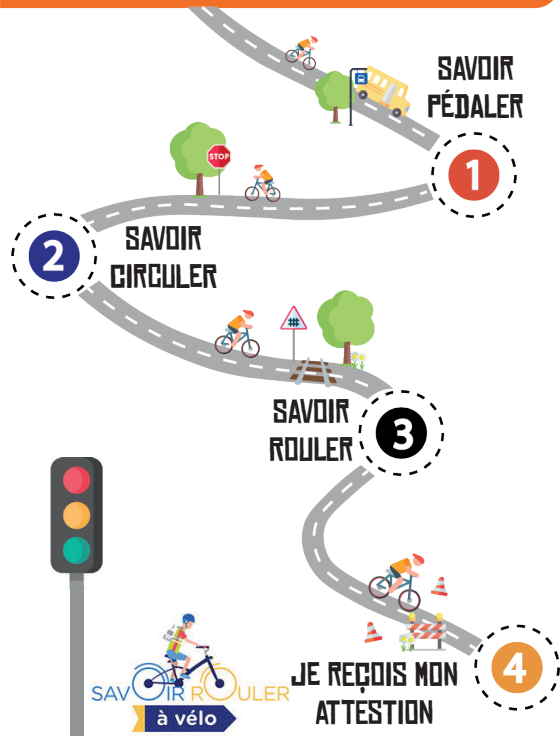 SAVOIR
PÉDALER
1
STOP
2
SAVOIR
CIRCULER
SAVOIR
ROULER
3
JE REÇOIS MON
ATTESTION
4
SAVOIR ROULER
à vélo